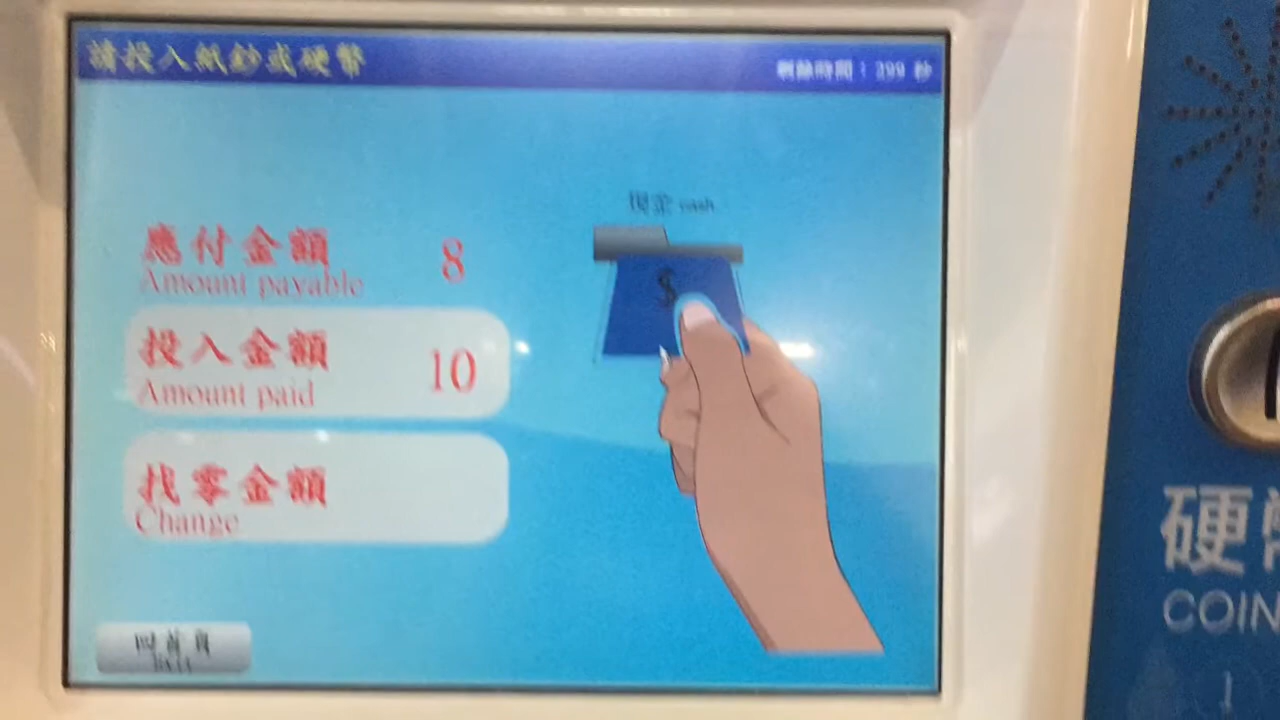 請投入紙鈔或硬幣
剩餘時間：399 秒
現金 cash
$
應付金額 8
Amount payable
投入金額 10
Amount paid
找零金額
Change
回首頁
硬
COIN